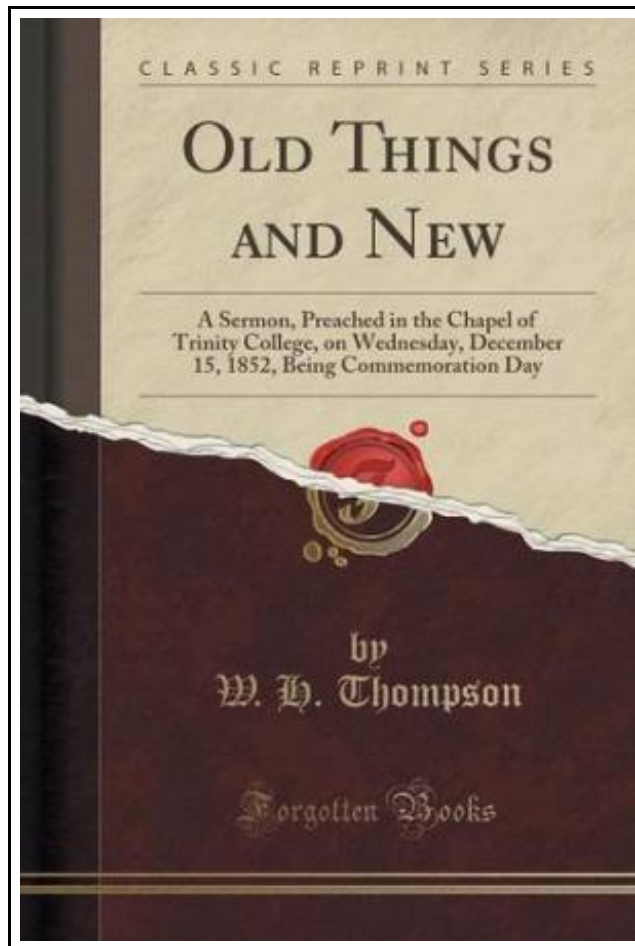 CLASSIC REPRINT SERIES
OLD THINGS
AND NEW
A Sermon, Preached in the Chapel of
Trinity College, on Wednesday, December
15, 1852, Being Commemoration Day
by
W. H. Thompson
Forgotten Books